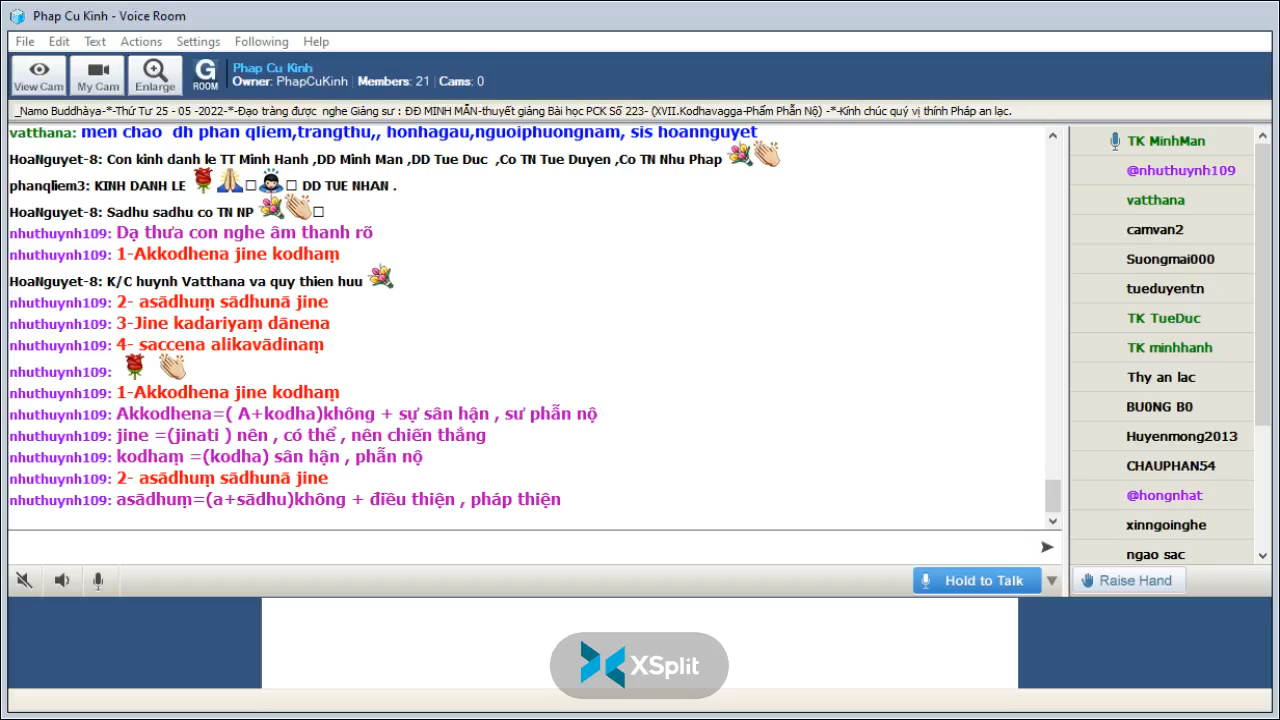 Phap Cu Kinh - Voice Room
File Edit Text Actions Settings Following Help
View Cam My Cam Enlarge G ROOM
Phap Cu Kinh
Owner: PhapCuKinh | Members: 21 | Cams: 0
_Namo Buddhàya-*-Thứ Tư 25 - 05 -2022-*-Đạo tràng được nghe Giảng sư : ĐĐ MINH MẪN-thuyết giảng Bài học PCK Số 223- (XVII.Kodhavagga-Phẩm Phẫn Nộ) -*-Kính chúc quý vị thính Pháp an lạc.
vatthana: men chao dh phan qliem,trangthu,, honhagau,nguoiphuongnam, sis hoannguyet
HoaNguyet-8: Con kinh danh le TT Minh Hanh ,DD Minh Man ,DD Tue Duc ,Co TN Tue Duyen ,Co TN Nhu Phap
phanqliem3: KINH DANH LE DD TUE NHAN .
HoaNguyet-8: Sadhu sadhu co TN NP
nhuthuynh109: Dạ thưa con nghe âm thanh rõ
nhuthuynh109: 1-Akkodhena jine kodhaṃ
HoaNguyet-8: K/C huynh Vatthana va quy thien huu
nhuthuynh109: 2- asādhuṃ sādhunā jine
nhuthuynh109: 3-Jine kadariyaṃ dānena
nhuthuynh109: 4- saccena alikavādinaṃ
nhuthuynh109:
nhuthuynh109: 1-Akkodhena jine kodhaṃ
nhuthuynh109: Akkodhena=( A+kodha)không + sự sân hận , sư phẫn nộ
nhuthuynh109: jine =(jinati ) nên , có thể , nên chiến thắng
nhuthuynh109: kodhaṃ =(kodha) sân hận , phẫn nộ
nhuthuynh109: 2- asādhuṃ sādhunā jine
nhuthuynh109: asādhuṃ=(a+sādhu)không + điều thiện , pháp thiện
TK MinhMan
@nhuthuynh109
vatthana
camvan2
Suongmai000
tueduyentn
TK TueDuc
TK minhhanh
Thy an lac
BU0NG B0
Huyenmong2013
CHAUPHAN54
@hongnhat
xinngoinghe
ngao sac
Hold to Talk
Raise Hand
XSplit